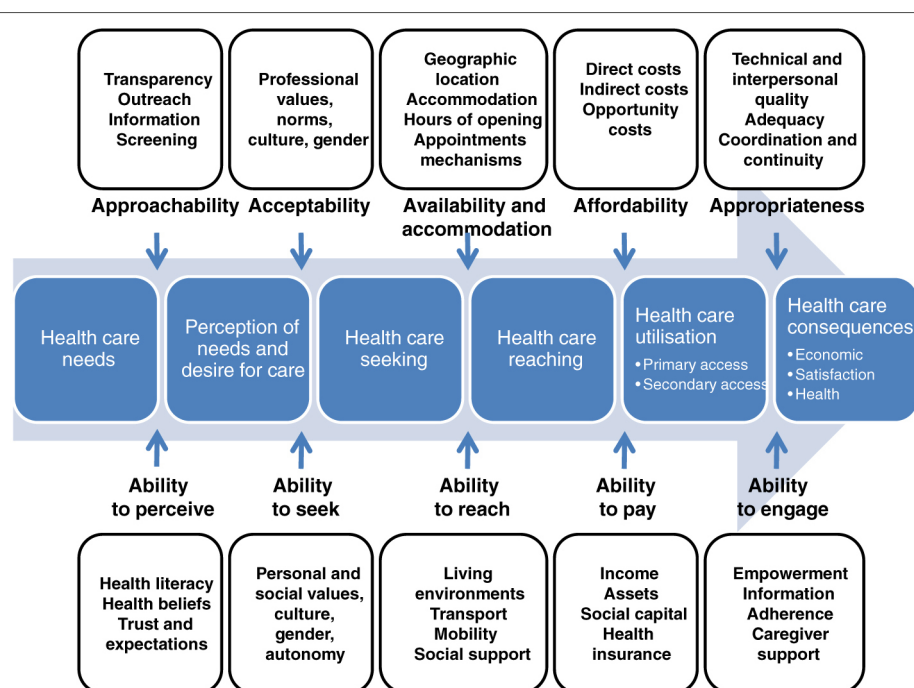 Transparency
Outreach
Information
Screening
Professional
values,
norms,
culture, gender
Geographic
location
Accommodation
Hours of opening
Appointments
mechanisms
Direct costs
Indirect costs
Opportunity
costs
Technical and
interpersonal
quality
Adequacy
Coordination and
continuity
Approachability
Acceptability
Availability and
accommodation
Affordability
Appropriateness
Health care
needs
Perception of
needs and
desire for care
Health care
seeking
Health care
reaching
Health care
utilisation
• Primary access
• Secondary access
Health care
consequences
• Economic
• Satisfaction
• Health
Ability
to perceive
Ability
to seek
Ability
to reach
Ability
to pay
Ability
to engage
Health literacy
Health beliefs
Trust and
expectations
Personal and
social values,
culture,
gender,
autonomy
Living
environments
Transport
Mobility
Social support
Income
Assets
Social capital
Health
insurance
Empowerment
Information
Adherence
Caregiver
support